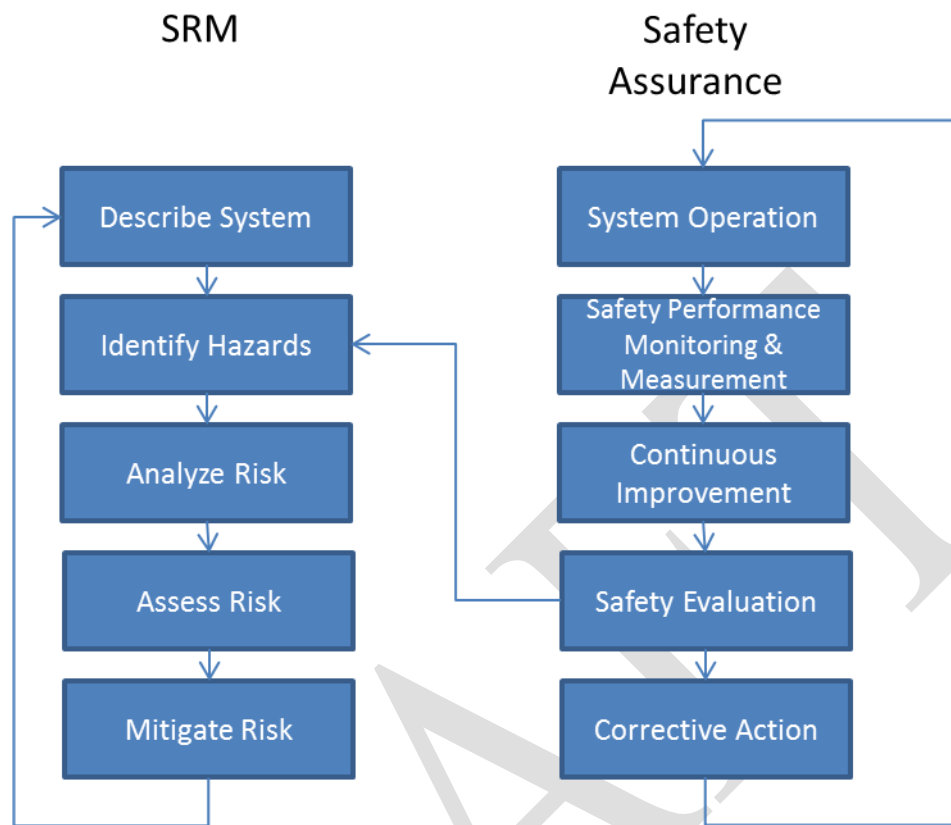 SRM
Safety
Assurance
Describe System
System Operation
Identify Hazards
Safety Performance
Monitoring &
Measurement
Analyze Risk
Continuous
Improvement
Assess Risk
Safety Evaluation
Mitigate Risk
Corrective Action